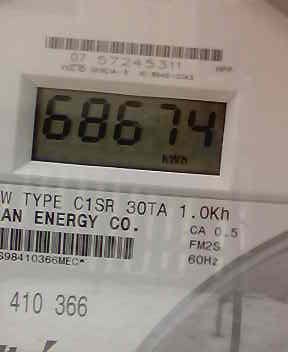 07 57245311
68674
kWh
W TYPE C1SR 30TA 1.0Kh
AN ENERGY CO.
CA 0.5
FM2S
S98410366MEC*
60Hz
410 366